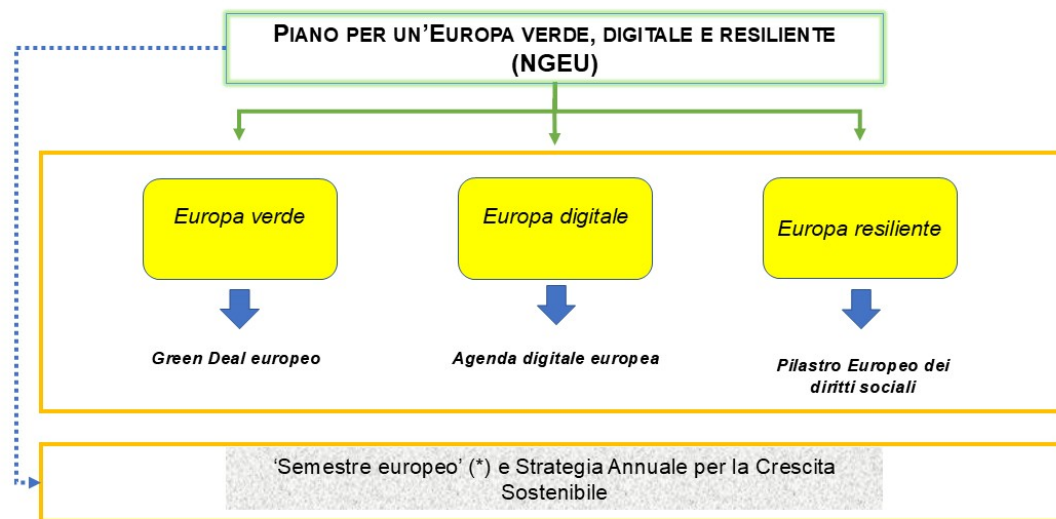 PIANO PER UN'EUROPA VERDE, DIGITALE E RESILIENTE
(NGEU)
Europa verde
Europa digitale
Europa resiliente
Green Deal europeo
Agenda digitale europea
Pilastro Europeo dei
diritti sociali
‘Semestre europeo’ (*) e Strategia Annuale per la Crescita
Sostenibile